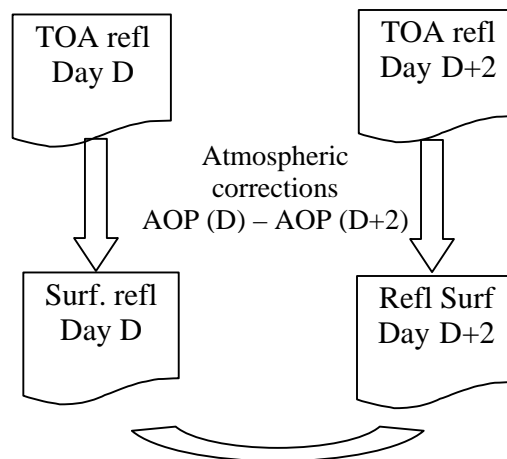 TOA refl
Day D
TOA refl
Day D+2
Atmospheric
corrections
AOP (D) – AOP (D+2)
Surf. refl
Day D
Refl Surf
Day D+2